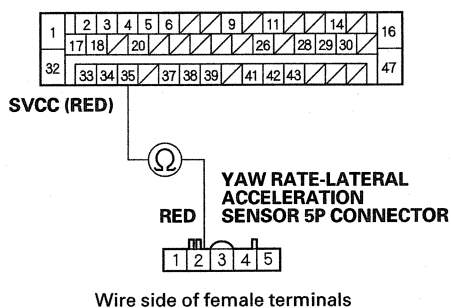 1 2 3 4 5 6 9 11 14 16
17 18 20 26 28 29 30
32 33 34 35 37 38 39 41 42 43 47
SVCC (RED)
Ω
YAW RATE-LATERAL
ACCELERATION
RED SENSOR 5P CONNECTOR
1 2 3 4 5
Wire side of female terminals